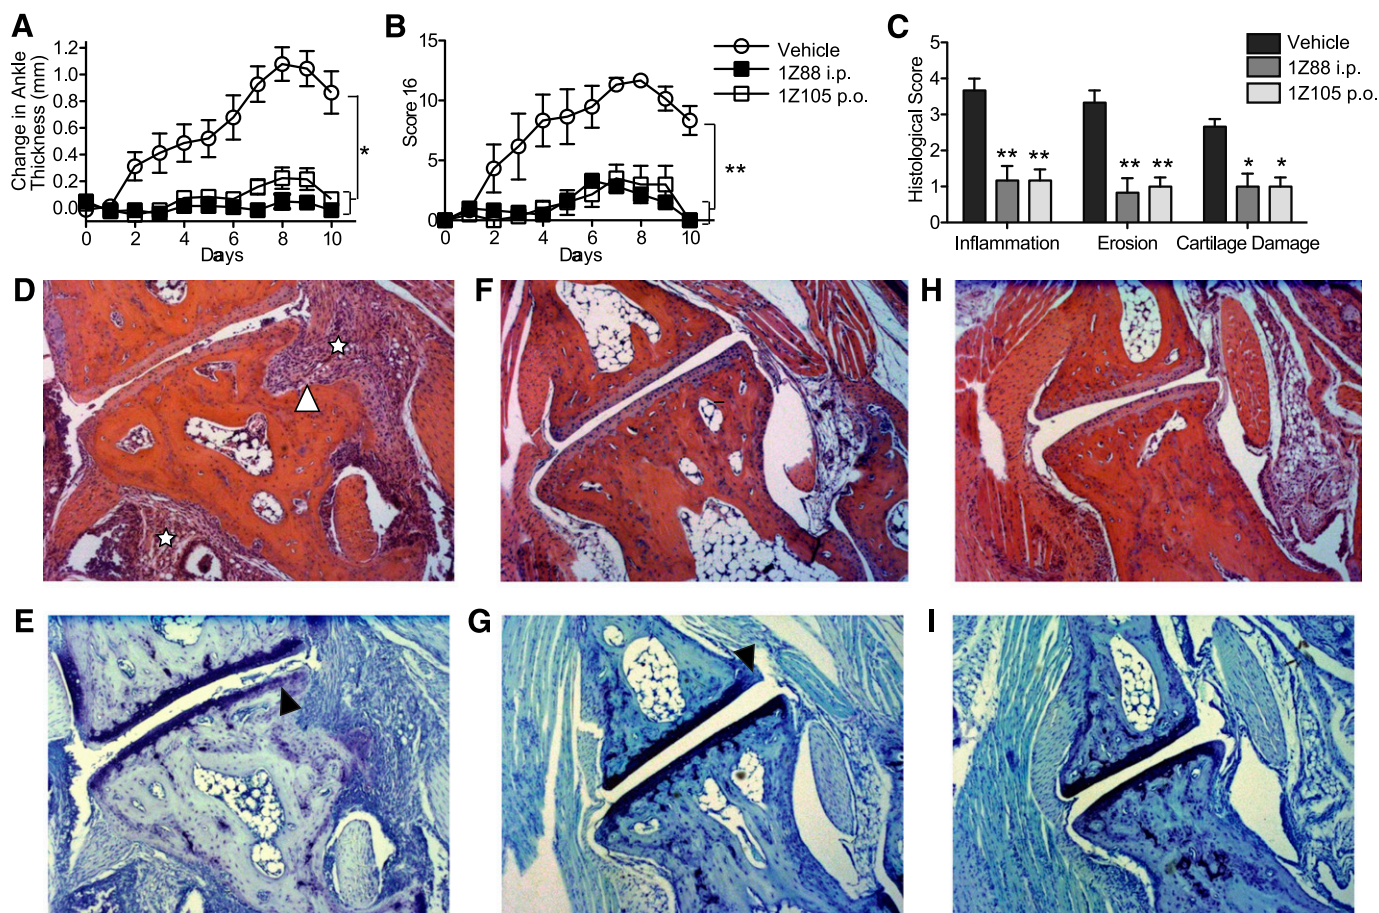 A
Change in Ankle
Thickness (mm)
1.2
1.0
0.8
0.6
0.4
0.2
0.0
0 2 4 6 8 10
Days
*
B
Score 16
15
10
5
0
0 2 4 6 8 10
Days
**
Vehicle
1Z88 i.p.
1Z105 p.o.
C
Histological Score
5
4
3
2
1
0
** **
** **
* *
Inflammation Erosion Cartilage Damage
Vehicle
1Z88 i.p.
1Z105 p.o.
D F H
E G I